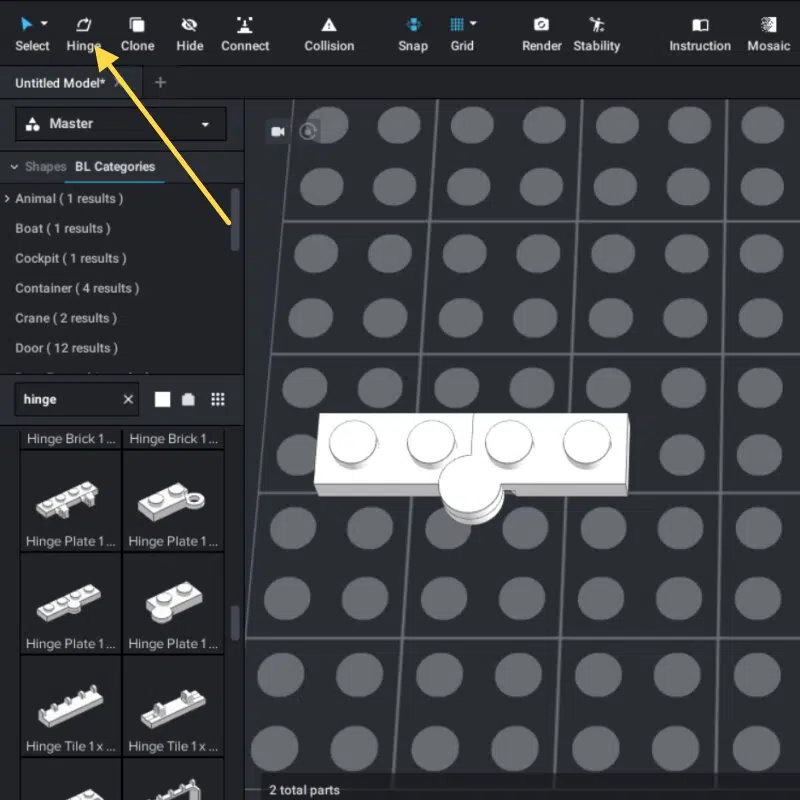 Select Hinge Clone Hide Connect Collision Snap Grid Render Stability Instruction Mosaic
Untitled Model* +
Master
Shapes BL Categories
Animal ( 1 results )
Boat ( 1 results )
Cockpit ( 1 results )
Container ( 4 results )
Crane ( 2 results )
Door ( 12 results )
hinge
Hinge Brick 1... Hinge Brick 1...
Hinge Plate 1... Hinge Plate 1...
Hinge Plate 1... Hinge Plate 1...
Hinge Tile 1 x ... Hinge Tile 1 x ...
2 total parts